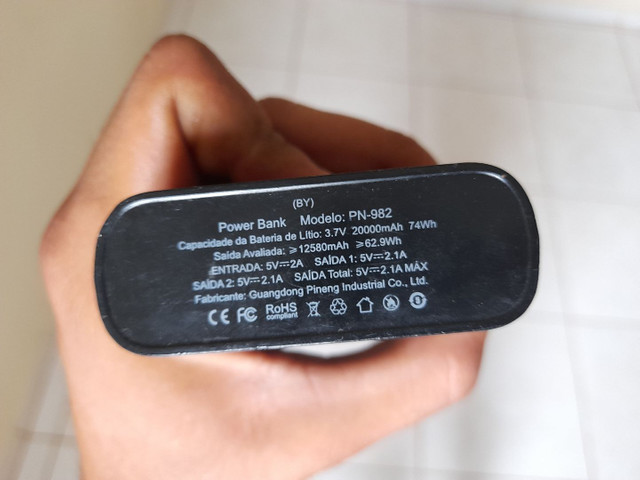 (BY)
Power Bank Modelo: PN-982
Capacidade da Bateria de Lítio: 3.7V 20000mAh 74Wh
Saída Avaliada: ⩾12580mAh ⩾62.9Wh
ENTRADA: 5V⎓2A SAÍDA 1: 5V⎓2.1A
SAÍDA 2: 5V⎓2.1A SAÍDA Total: 5V⎓2.1A MÁX
Fabricante: Guangdong Pineng Industrial Co., Ltd.
CE FC RoHS
compliant